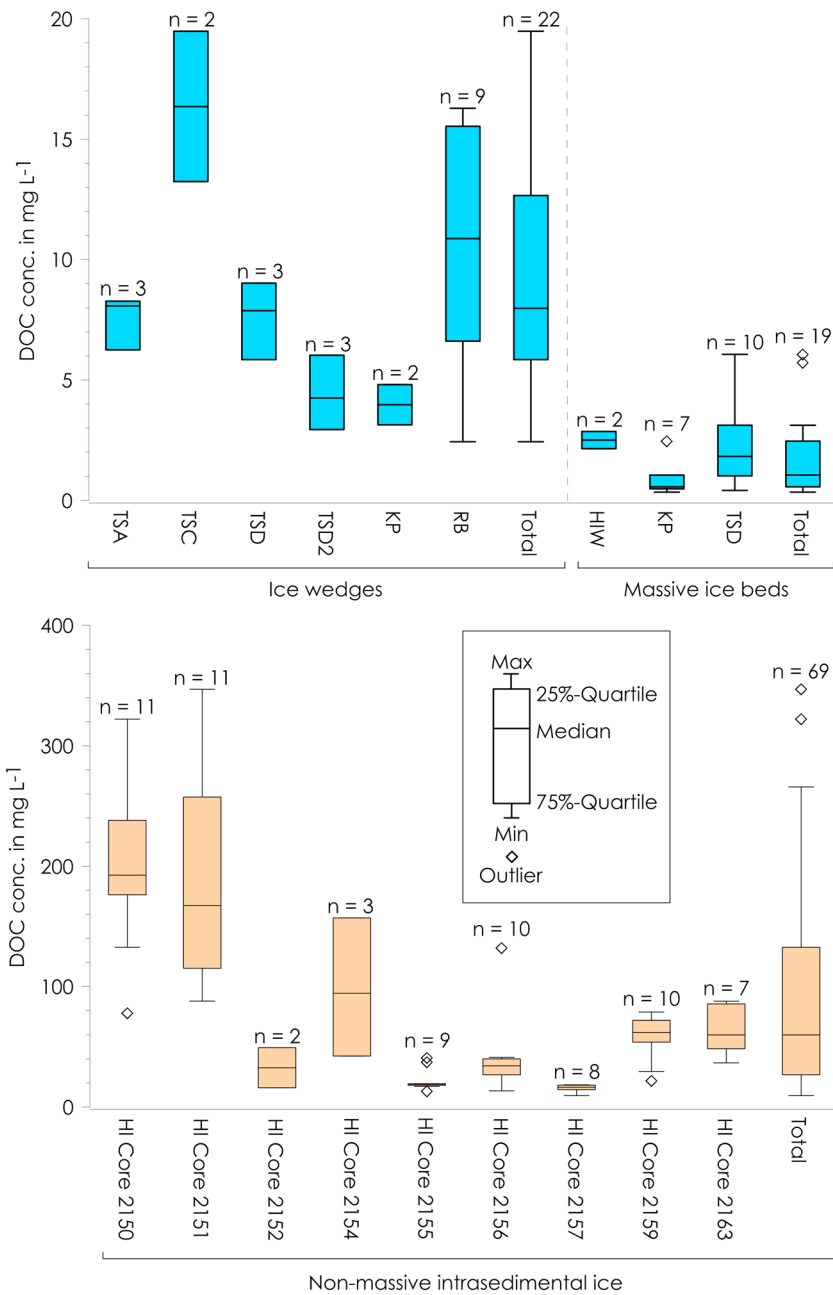 DOC conc. in mg L-1
20
15
10
5
0
n = 3
n = 2
n = 3
n = 3
n = 2
n = 9
n = 22
n = 2
n = 7
n = 10
n = 19
TSA
TSC
TSD
TSD2
KP
RB
Total
HIW
KP
TSD
Total
Ice wedges
Massive ice beds
DOC conc. in mg L-1
400
300
200
100
0
n = 11
n = 11
n = 2
n = 3
n = 9
n = 10
n = 8
n = 10
n = 7
n = 69
Max
25%-Quartile
Median
75%-Quartile
Min
Outlier
HI Core 2150
HI Core 2151
HI Core 2152
HI Core 2154
HI Core 2155
HI Core 2156
HI Core 2157
HI Core 2159
HI Core 2163
Total
Non-massive intrasedimental ice